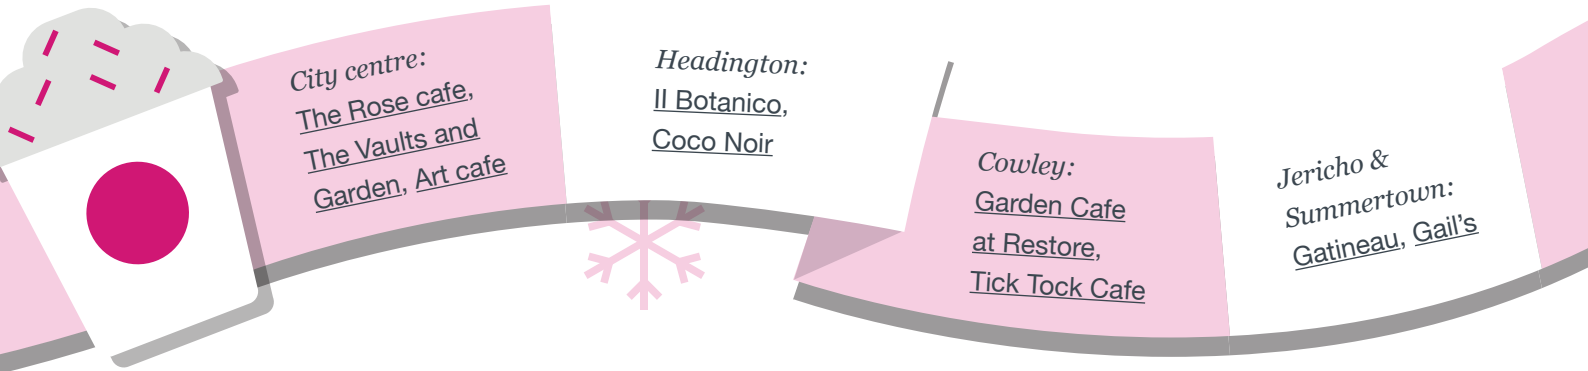 City centre:
The Rose cafe,
The Vaults and
Garden, Art cafe
Headington:
Il Botanico,
Coco Noir
Cowley:
Garden Cafe
at Restore,
Tick Tock Cafe
Jericho &
Summertown:
Gatineau, Gail’s